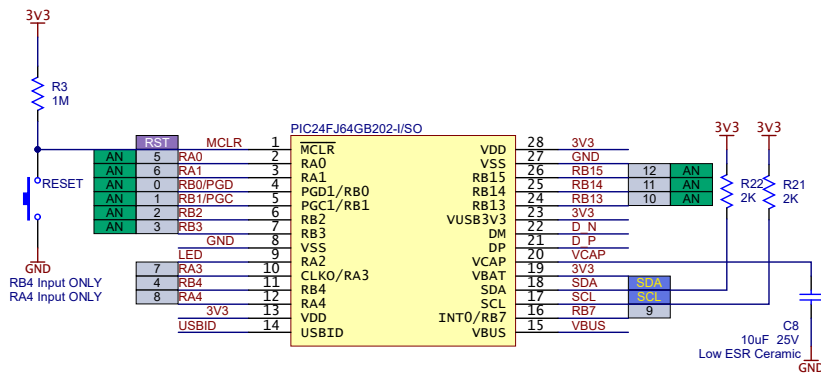 3V3
R3
1M
RESET
GND
RB4 Input ONLY
RA4 Input ONLY
PIC24FJ64GB202-I/SO
RST MCLR 1 MCLR VDD 28 3V3
AN 5 RA0 2 RA0 VSS 27 GND
AN 6 RA1 3 RA1 RB15 26 RB15 12 AN
AN 0 RB0/PGD 4 PGD1/RB0 RB14 25 RB14 11 AN
AN 1 RB1/PGC 5 PGC1/RB1 RB13 24 RB13 10 AN
AN 2 RB2 6 RB2 VUSB3V3 23 3V3
AN 3 RB3 7 RB3 DM 22 D_N
GND 8 VSS DP 21 D_P
LED 9 RA2 VCAP 20 VCAP
7 RA3 10 CLKO/RA3 VBAT 19 3V3
4 RB4 11 RB4 SDA 18 SDA SDA
8 RA4 12 RA4 SCL 17 SCL SCL
3V3 13 VDD INT0/RB7 16 RB7 9
USBID 14 USBID VBUS 15 VBUS
3V3 3V3
R22 R21
2K 2K
C8
10uF 25V
Low ESR Ceramic
GND